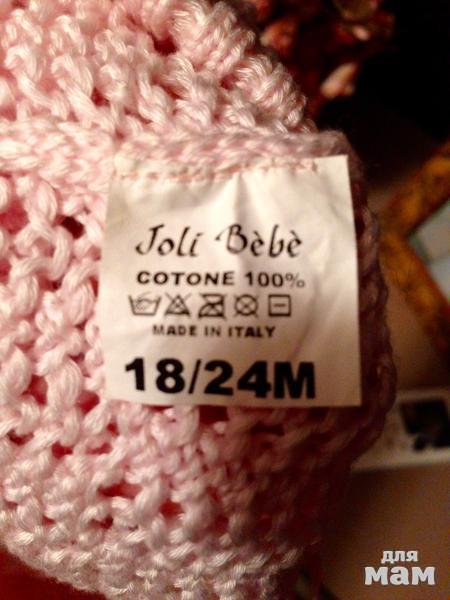 Joli Bèbè
COTONE 100%
MADE IN ITALY
18/24M
для
мам